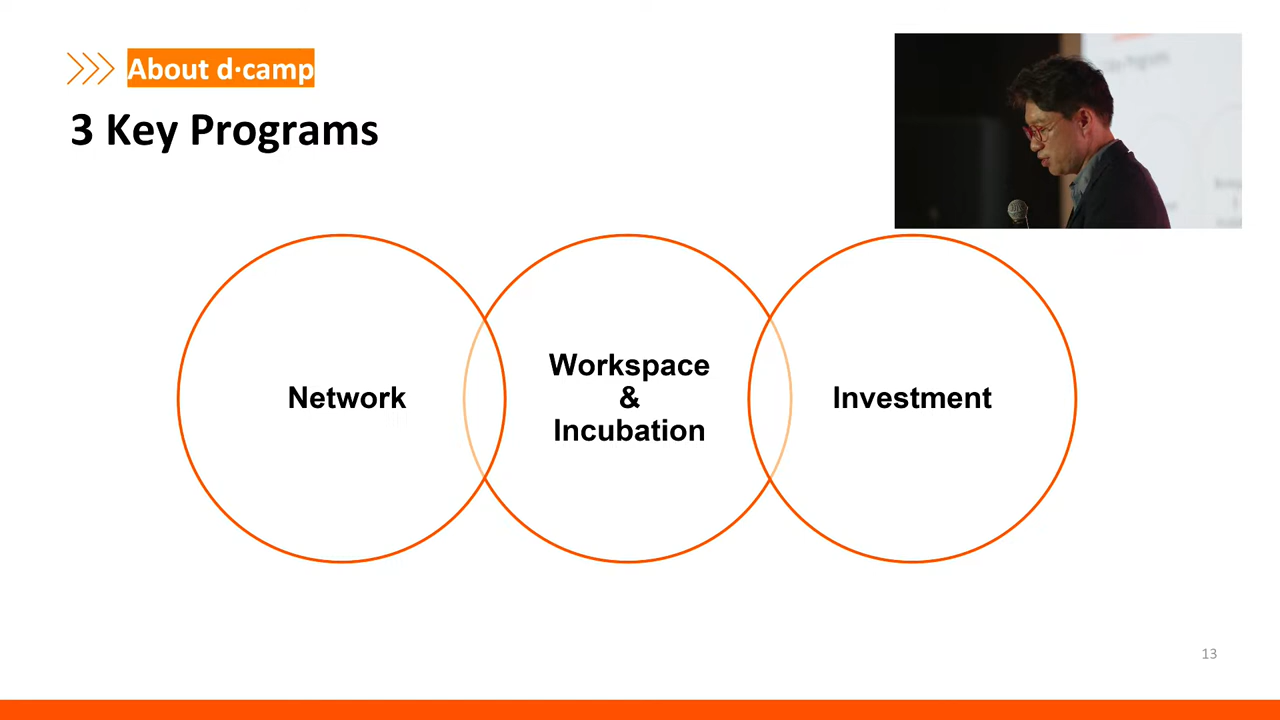 About d·camp
3 Key Programs
Network
Workspace
&
Incubation
Investment
13